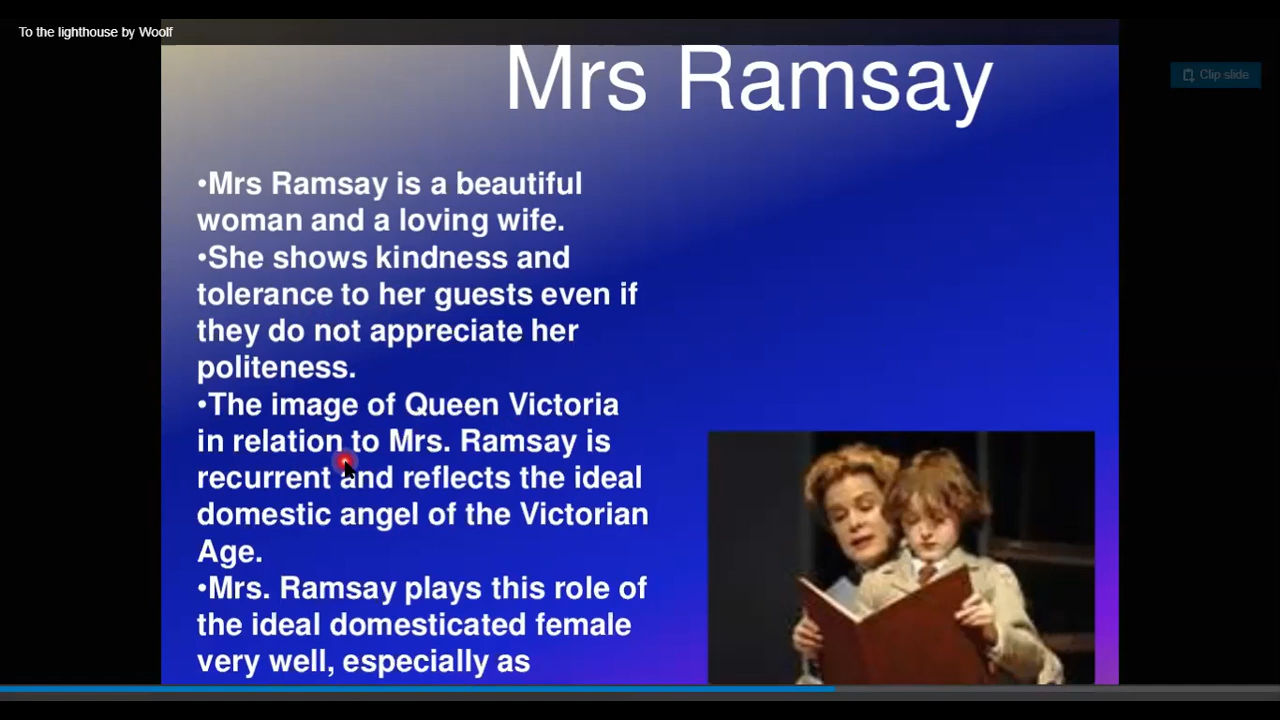 To the lighthouse by Woolf
Mrs Ramsay
Clip slide
•Mrs Ramsay is a beautiful
woman and a loving wife.
•She shows kindness and
tolerance to her guests even if
they do not appreciate her
politeness.
•The image of Queen Victoria
in relation to Mrs. Ramsay is
recurrent and reflects the ideal
domestic angel of the Victorian
Age.
•Mrs. Ramsay plays this role of
the ideal domesticated female
very well, especially as